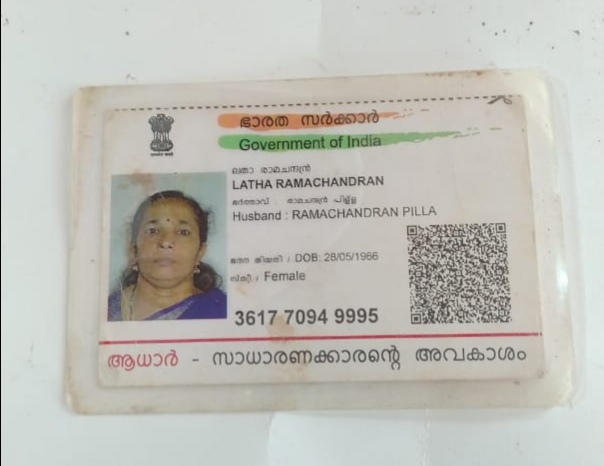 ഭാരത സർക്കാർ
Government of India
ലതാ രാമചന്ദ്രൻ
LATHA RAMACHANDRAN
ഭർത്താവ് : രാമചന്ദ്രൻ പിള്ള
Husband : RAMACHANDRAN PILLA
ജനന തിയതി / DOB: 28/05/1966
/ Female
3617 7094 9995
ആധാർ - സാധാരണക്കാരന്റെ അവകാശം